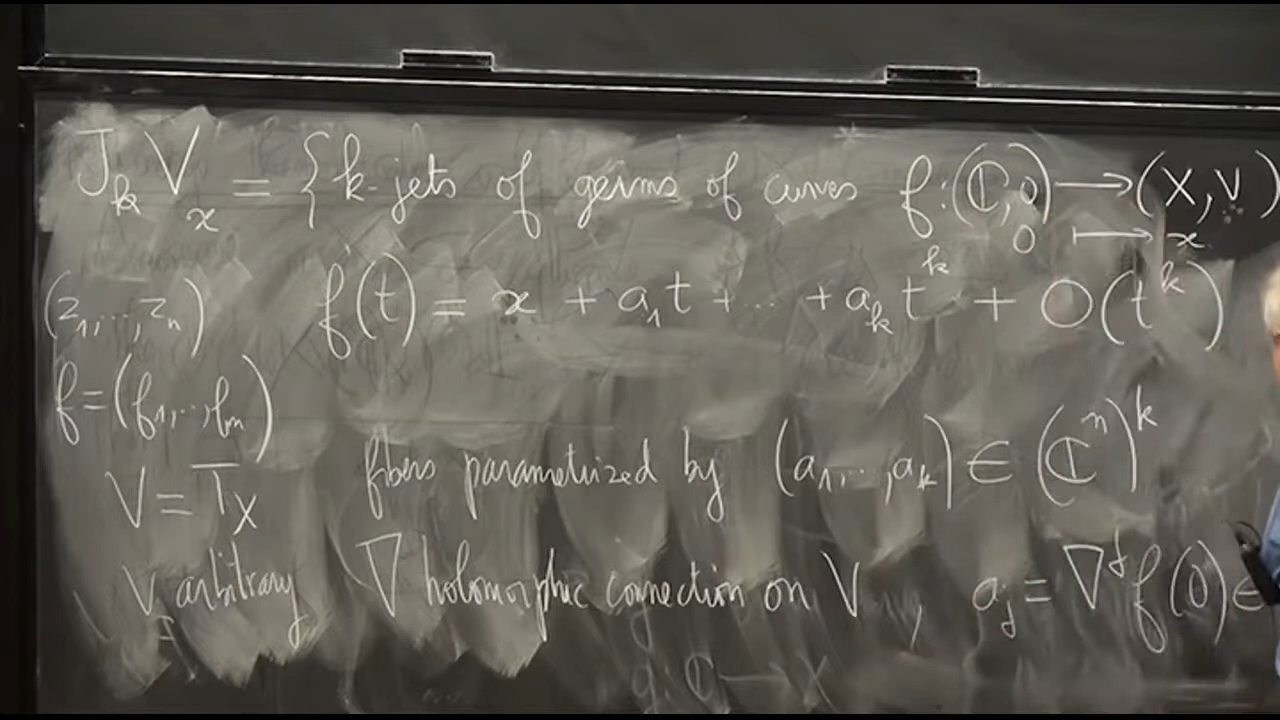 J_k V_x = { k-jets of germs of curves f : (ℂ, 0) ⟶ (X, V)
0 ⟼ x
(z_1, .., z_n) f(t) = x + a_1 t + ... + a_k t^k + O(t^k)
f = (f_1, .., f_n)
V = T_X fibers parametrized by (a_1, ..., a_k) ∈ (ℂ^n)^k
V arbitrary ∇ holomorphic connection on V , a_j = ∇^j f(0) ∈